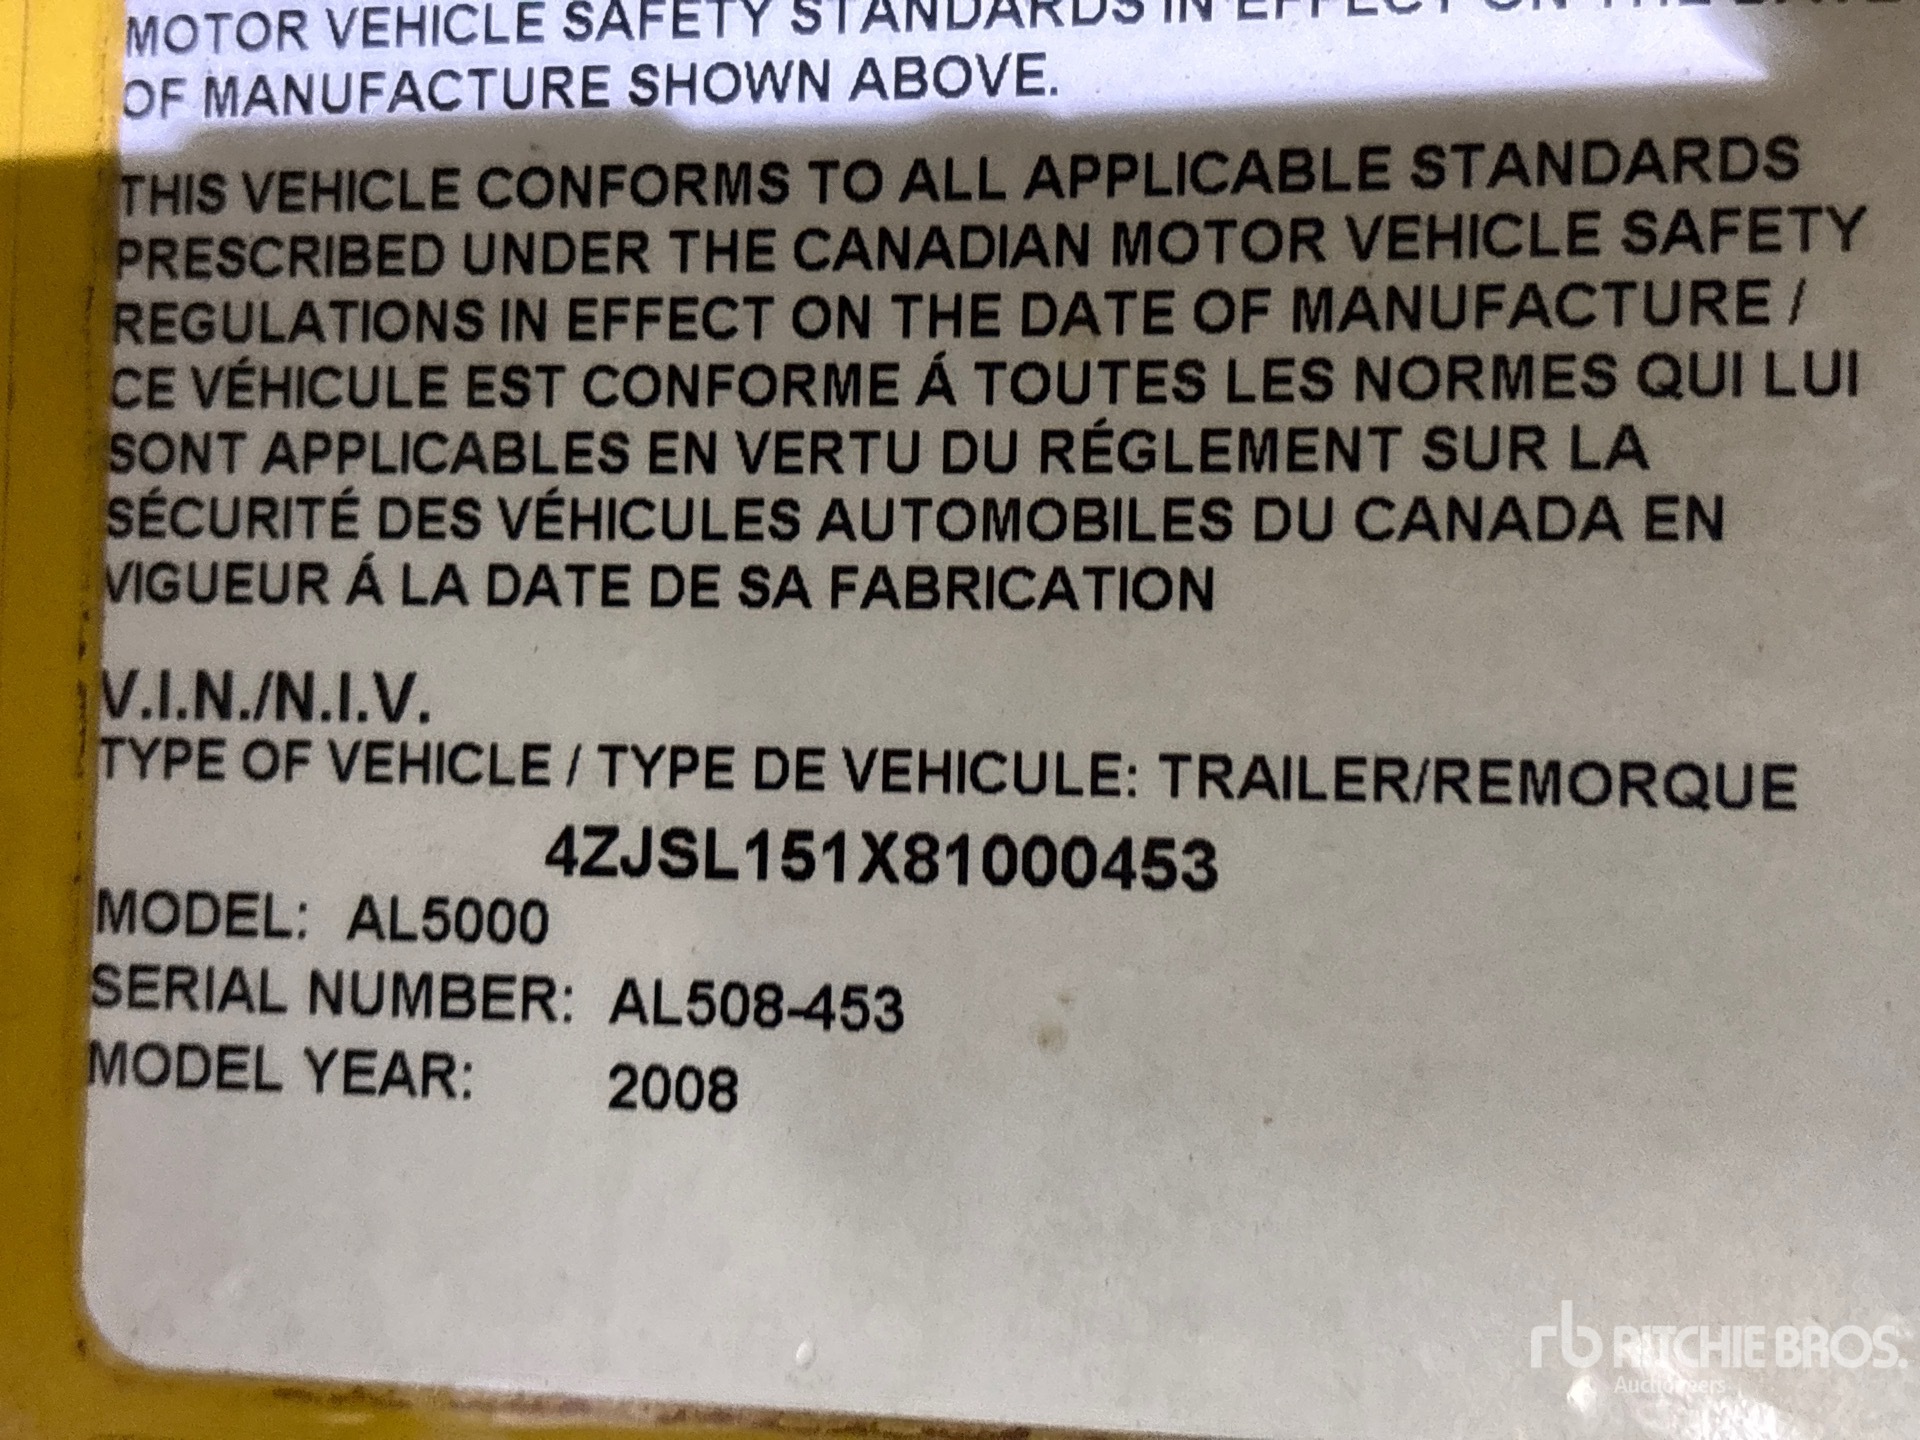 MOTOR VEHICLE SAFETY STANDARDS IN EFFECT ON THE DATE
OF MANUFACTURE SHOWN ABOVE.
THIS VEHICLE CONFORMS TO ALL APPLICABLE STANDARDS
PRESCRIBED UNDER THE CANADIAN MOTOR VEHICLE SAFETY
REGULATIONS IN EFFECT ON THE DATE OF MANUFACTURE /
CE VÉHICULE EST CONFORME Á TOUTES LES NORMES QUI LUI
SONT APPLICABLES EN VERTU DU RÉGLEMENT SUR LA
SÉCURITÉ DES VÉHICULES AUTOMOBILES DU CANADA EN
VIGUEUR Á LA DATE DE SA FABRICATION
V.I.N./N.I.V.
TYPE OF VEHICLE / TYPE DE VEHICULE: TRAILER/REMORQUE
4ZJSL151X81000453
MODEL: AL5000
SERIAL NUMBER: AL508-453
MODEL YEAR: 2008
rb RITCHIE BROS.
Auctioneers